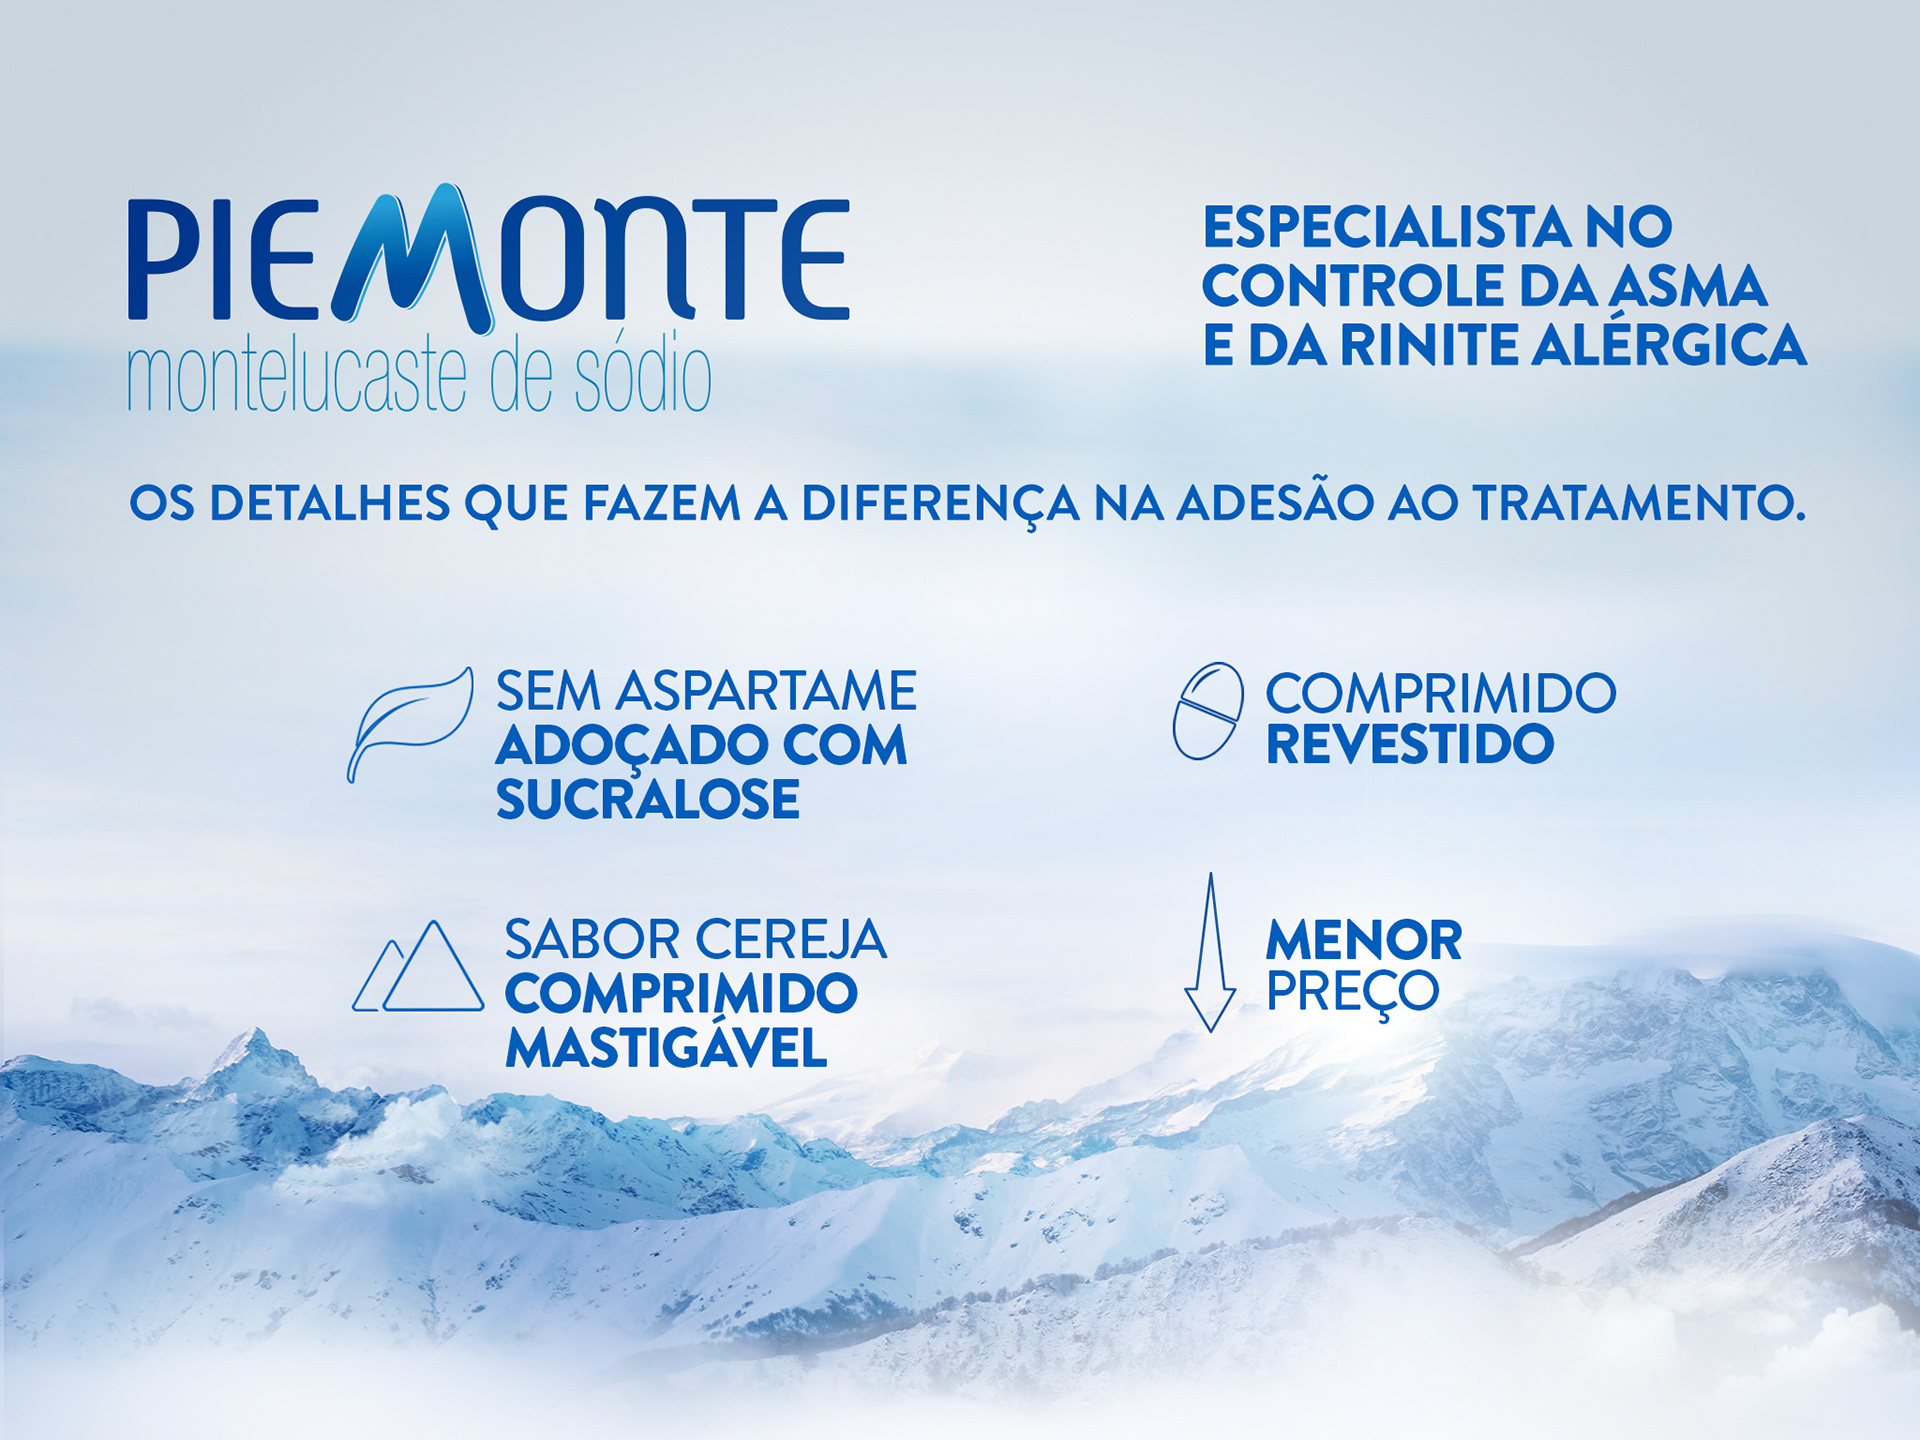 PIEMONTE
montelucaste de sódio
ESPECIALISTA NO
CONTROLE DA ASMA
E DA RINITE ALÉRGICA
OS DETALHES QUE FAZEM A DIFERENÇA NA ADESÃO AO TRATAMENTO.
SEM ASPARTAME
ADOÇADO COM
SUCRALOSE
COMPRIMIDO
REVESTIDO
SABOR CEREJA
COMPRIMIDO
MASTIGÁVEL
MENOR
PREÇO